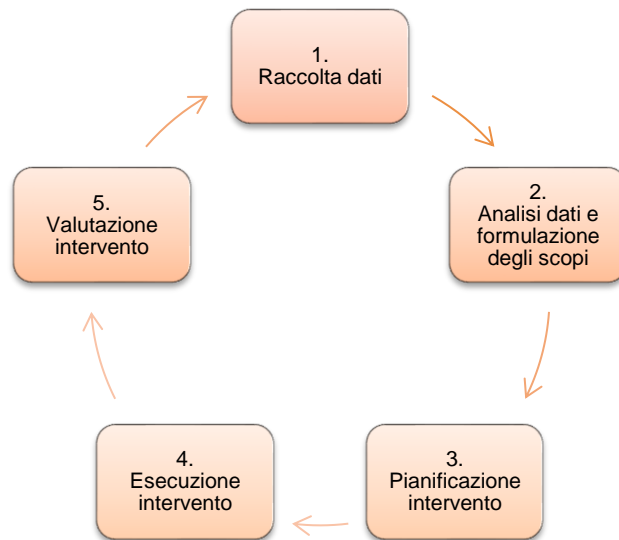 1.
Raccolta dati
2.
Analisi dati e
formulazione
degli scopi
3.
Pianificazione
intervento
4.
Esecuzione
intervento
5.
Valutazione
intervento